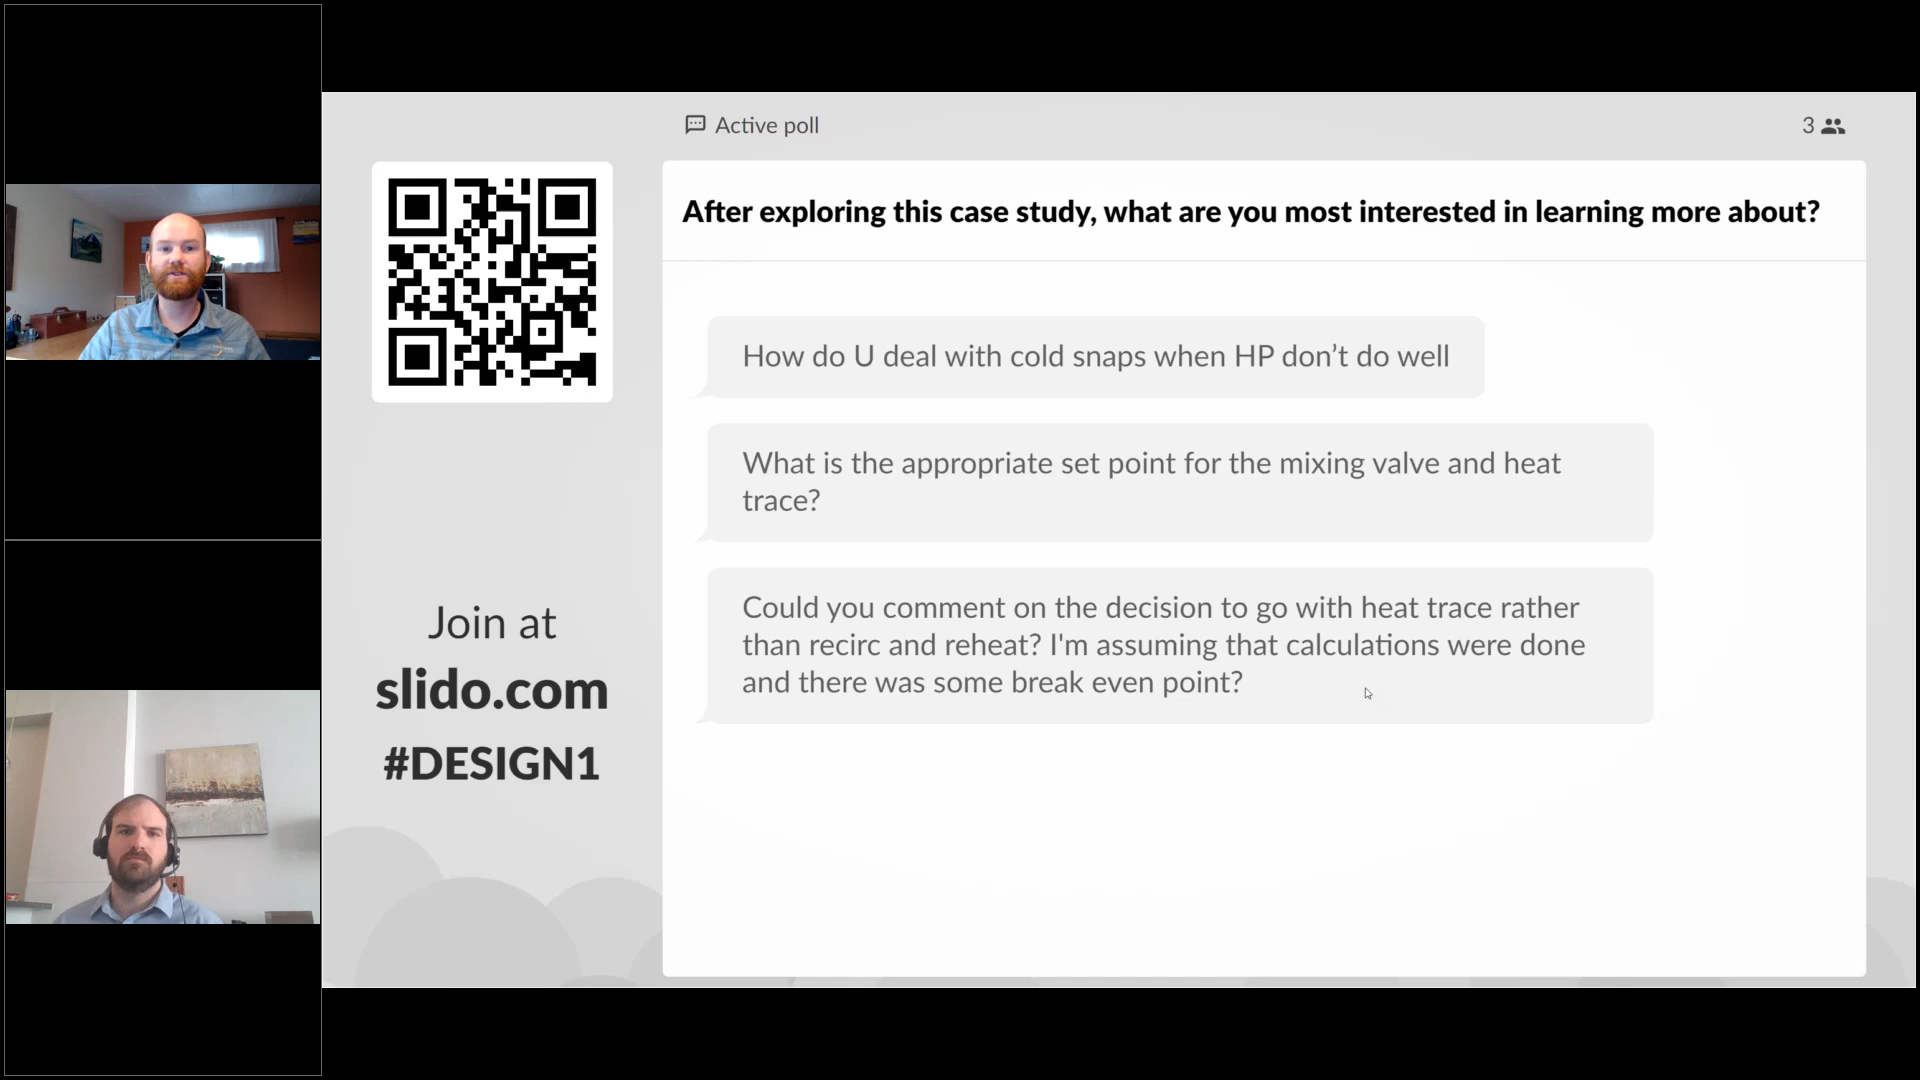 Active poll
3
After exploring this case study, what are you most interested in learning more about?
How do U deal with cold snaps when HP don’t do well
What is the appropriate set point for the mixing valve and heat
trace?
Could you comment on the decision to go with heat trace rather
than recirc and reheat? I'm assuming that calculations were done
and there was some break even point?
Join at
slido.com
#DESIGN1